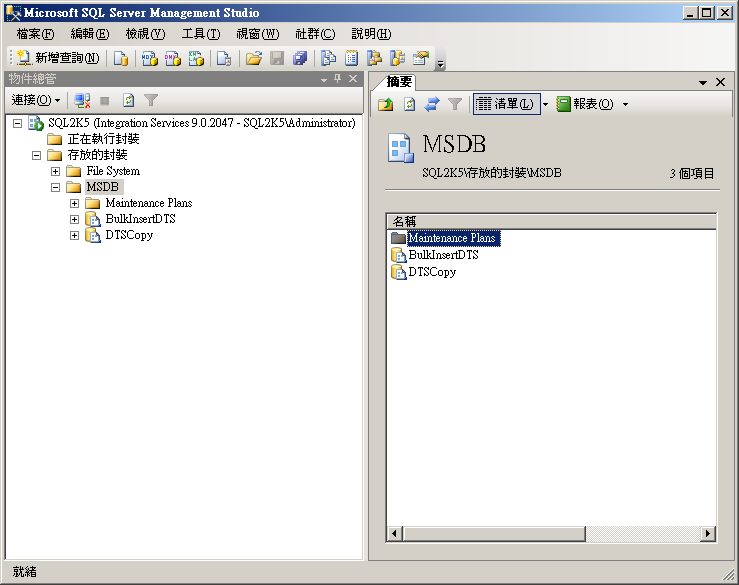 Microsoft SQL Server Management Studio
檔案(F) 編輯(E) 檢視(V) 工具(T) 視窗(W) 社群(C) 說明(H)
新增查詢(N)
物件總管
連接(O)
SQL2K5 (Integration Services 9.0.2047 - SQL2K5\Administrator)
正在執行封裝
存放的封裝
File System
MSDB
Maintenance Plans
BulkInsertDTS
DTSCopy
摘要
清單(L) 報表(O)
MSDB
SQL2K5\存放的封裝\MSDB 3 個項目
名稱
Maintenance Plans
BulkInsertDTS
DTSCopy
就緒